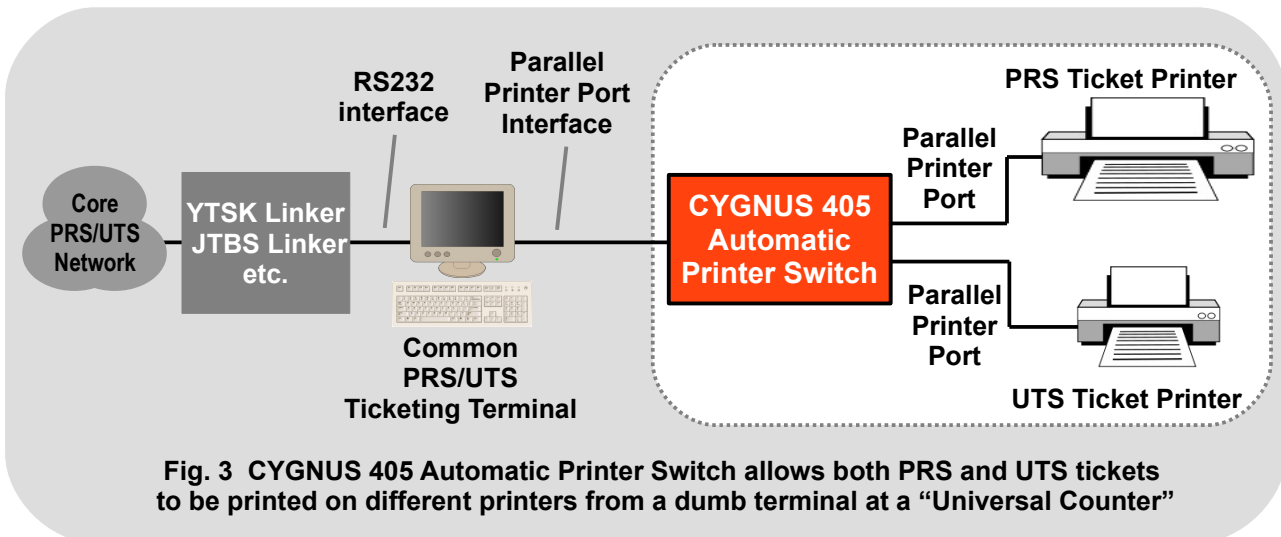 Core
PRS/UTS
Network
YTSK Linker
JTBS Linker
etc.
RS232
interface
Parallel
Printer Port
Interface
Common
PRS/UTS
Ticketing Terminal
CYGNUS 405
Automatic
Printer Switch
Parallel
Printer
Port
PRS Ticket Printer
Parallel
Printer
Port
UTS Ticket Printer
Fig. 3 CYGNUS 405 Automatic Printer Switch allows both PRS and UTS tickets
to be printed on different printers from a dumb terminal at a “Universal Counter”